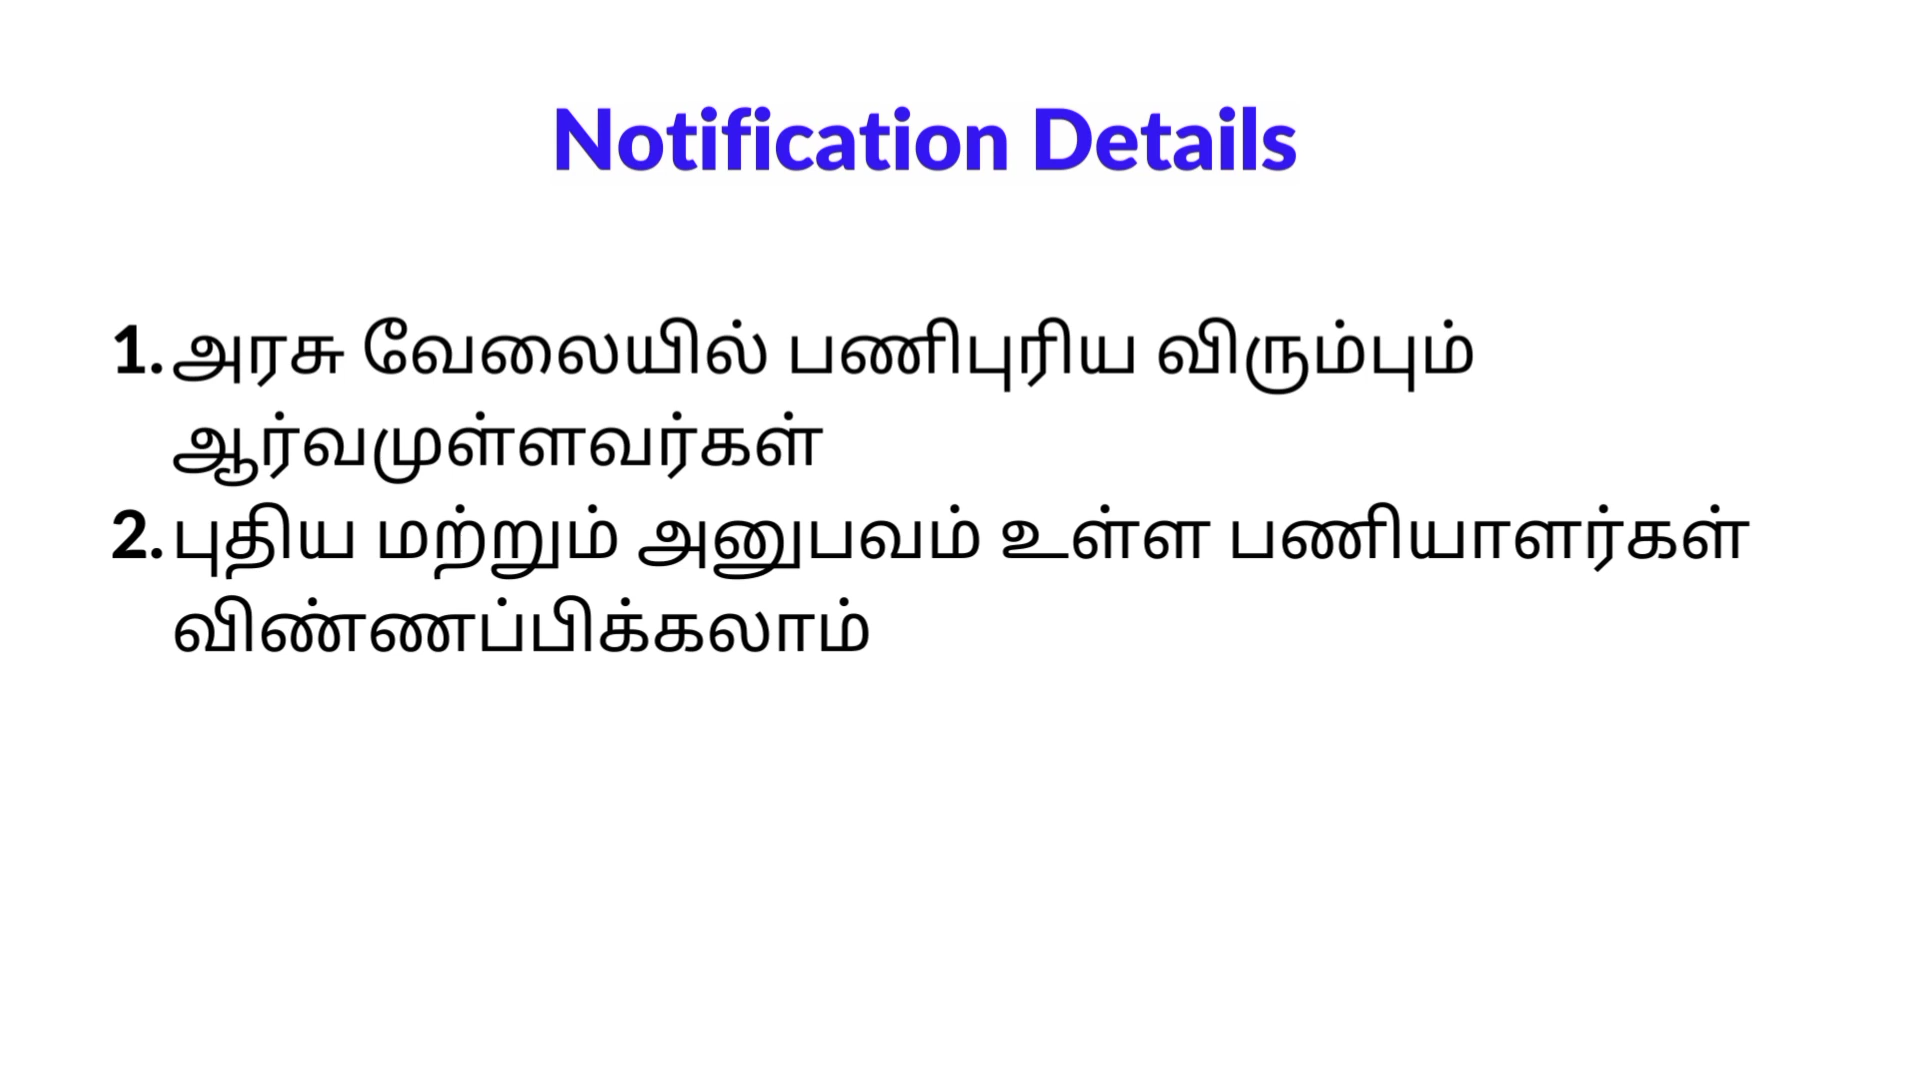 Notification Details
1.அரசு வேலையில் பணிபுரிய விரும்பும்
ஆர்வமுள்ளவர்கள்
2.புதிய மற்றும் அனுபவம் உள்ள பணியாளர்கள்
விண்ணப்பிக்கலாம்